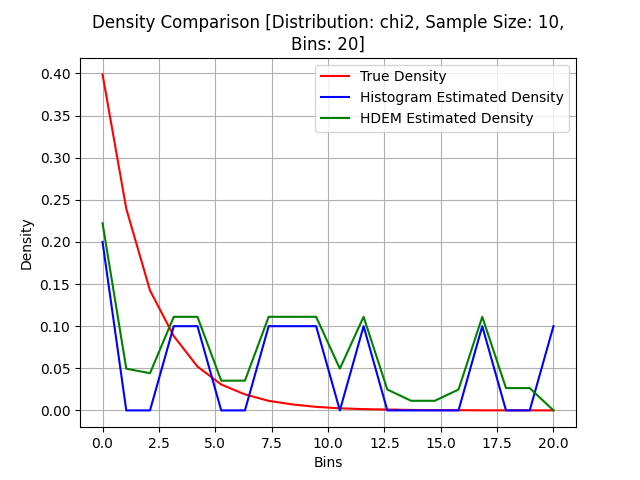 Density Comparison [Distribution: chi2, Sample Size: 10,
Bins: 20]
True Density
Histogram Estimated Density
HDEM Estimated Density
Density
0.40
0.35
0.30
0.25
0.20
0.15
0.10
0.05
0.00
0.0 2.5 5.0 7.5 10.0 12.5 15.0 17.5 20.0
Bins